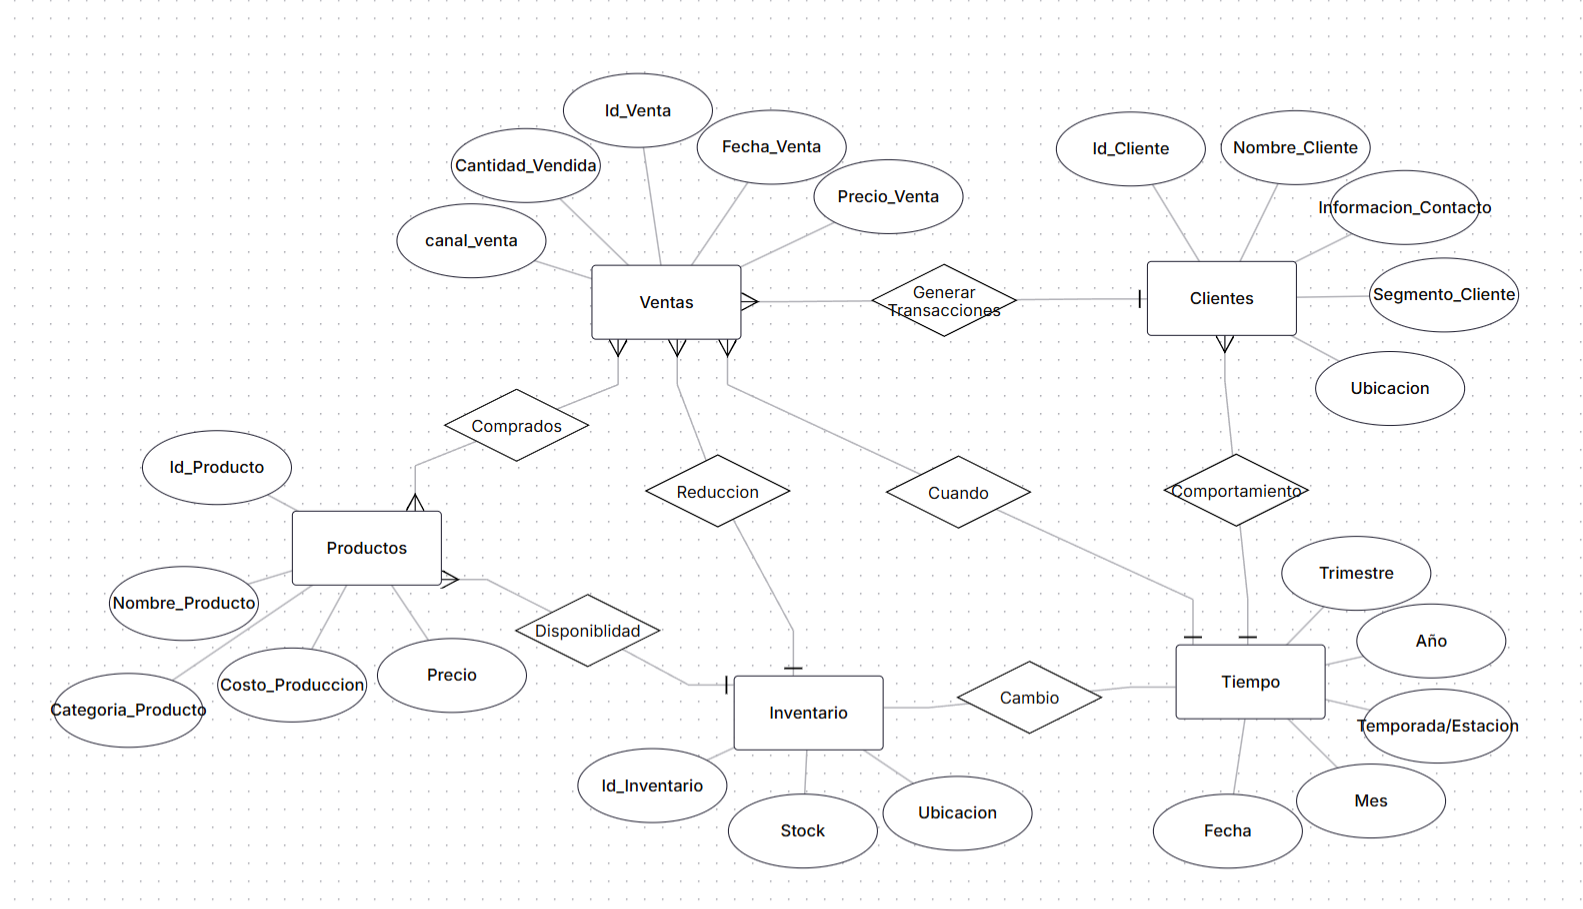 Id_Venta
Fecha_Venta
Cantidad_Vendida
Precio_Venta
canal_venta
Id_Cliente
Nombre_Cliente
Informacion_Contacto
Segmento_Cliente
Ubicacion
Ventas
Generar
Transacciones
Clientes
Comprados
Id_Producto
Reduccion
Cuando
Comportamiento
Productos
Trimestre
Nombre_Producto
Disponiblidad
Año
Costo_Produccion
Precio
Categoria_Producto
Tiempo
Cambio
Inventario
Temporada/Estacion
Id_Inventario
Stock
Ubicacion
Mes
Fecha